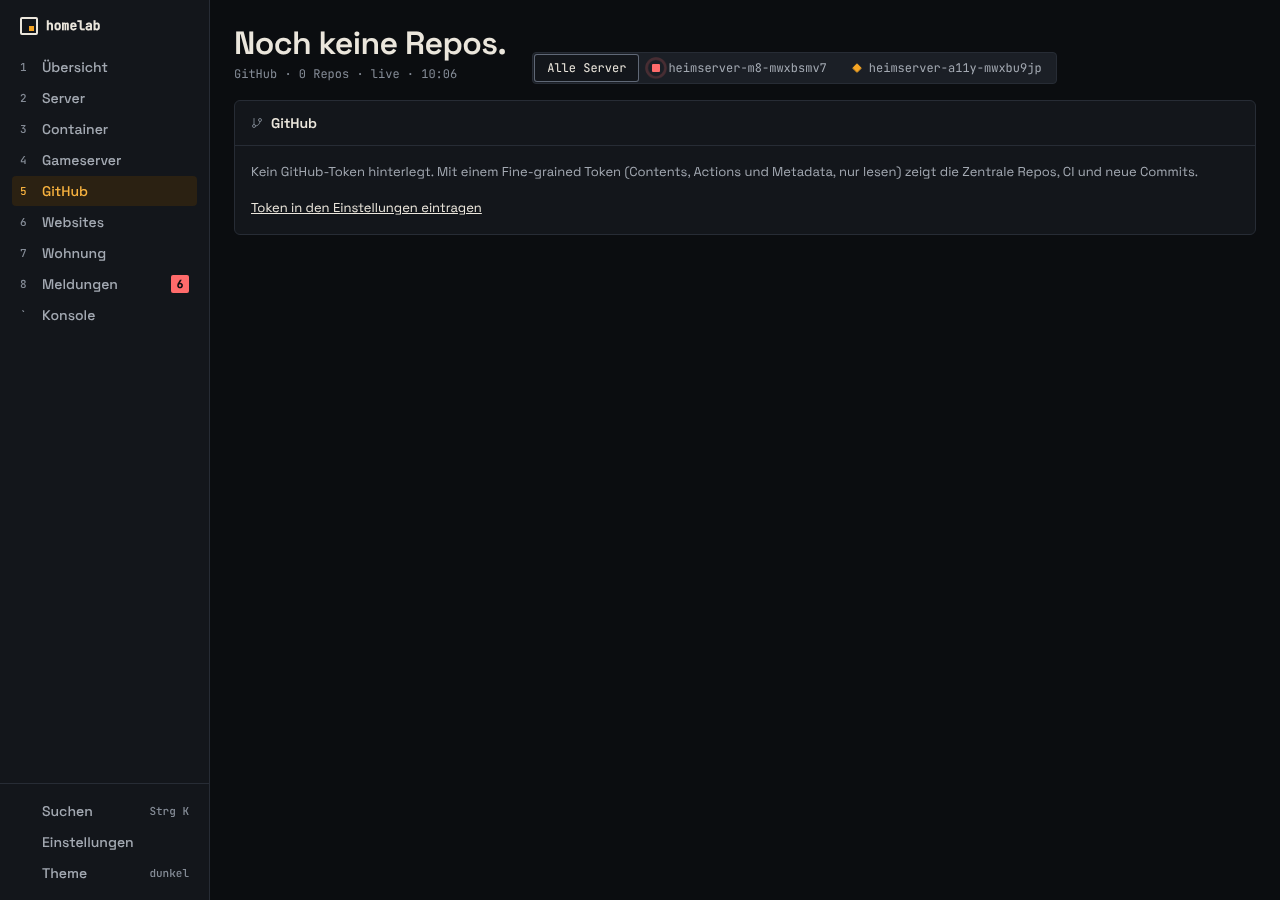 homelab
1 Übersicht
2 Server
3 Container
4 Gameserver
5 GitHub
6 Websites
7 Wohnung
8 Meldungen 6
` Konsole
Suchen Strg K
Einstellungen
Theme dunkel
Noch keine Repos.
GitHub · 0 Repos · live · 10:06
Alle Server heimserver-m8-mwxbsmv7 heimserver-a11y-mwxbu9jp
GitHub
Kein GitHub-Token hinterlegt. Mit einem Fine-grained Token (Contents, Actions und Metadata, nur lesen) zeigt die Zentrale Repos, CI und neue Commits.
Token in den Einstellungen eintragen